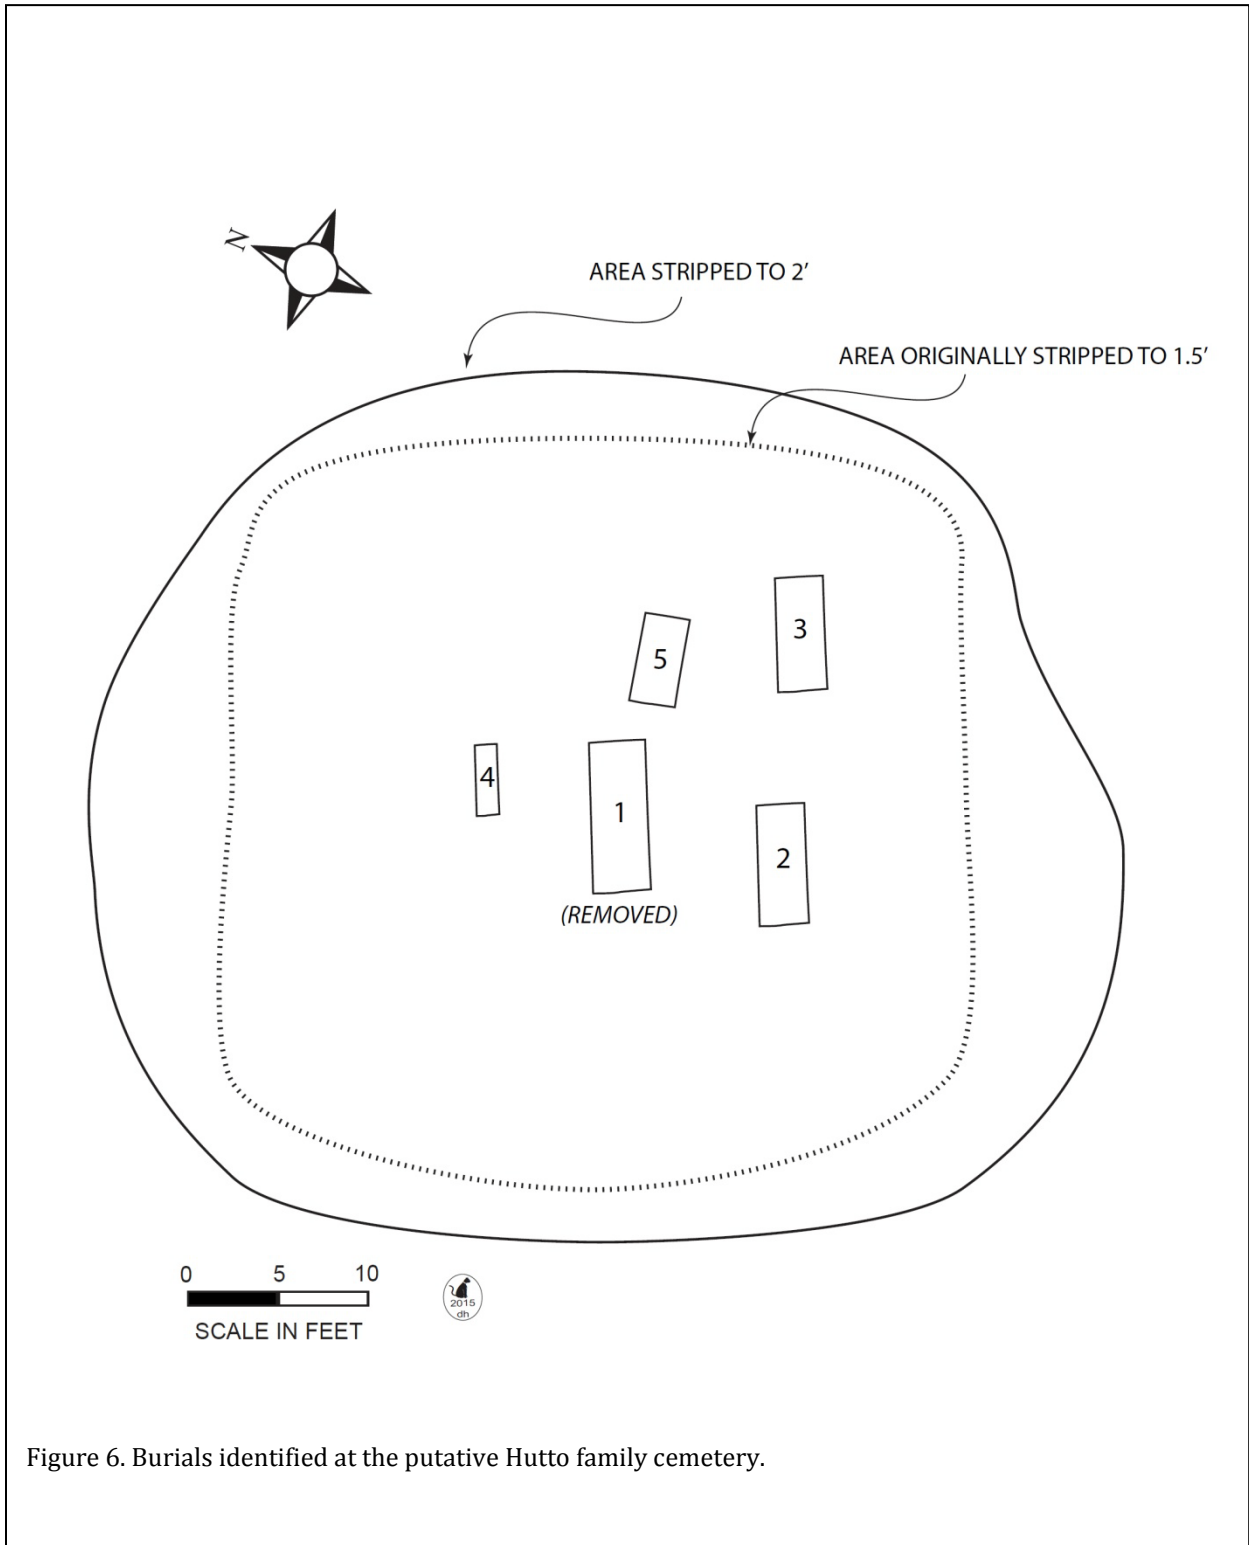 N
AREA STRIPPED TO 2'
AREA ORIGINALLY STRIPPED TO 1.5'
3
5
4
1
2
(REMOVED)
0 5 10
SCALE IN FEET
2015
dh
Figure 6. Burials identified at the putative Hutto family cemetery.